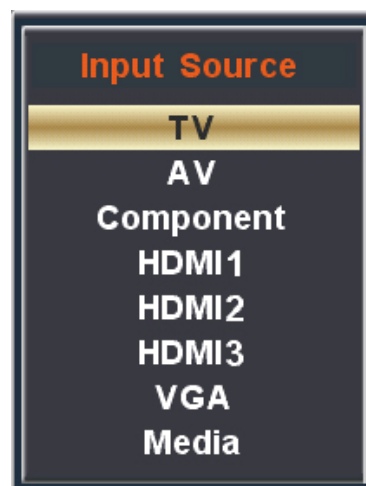 Input Source
TV
AV
Component
HDMI1
HDMI2
HDMI3
VGA
Media